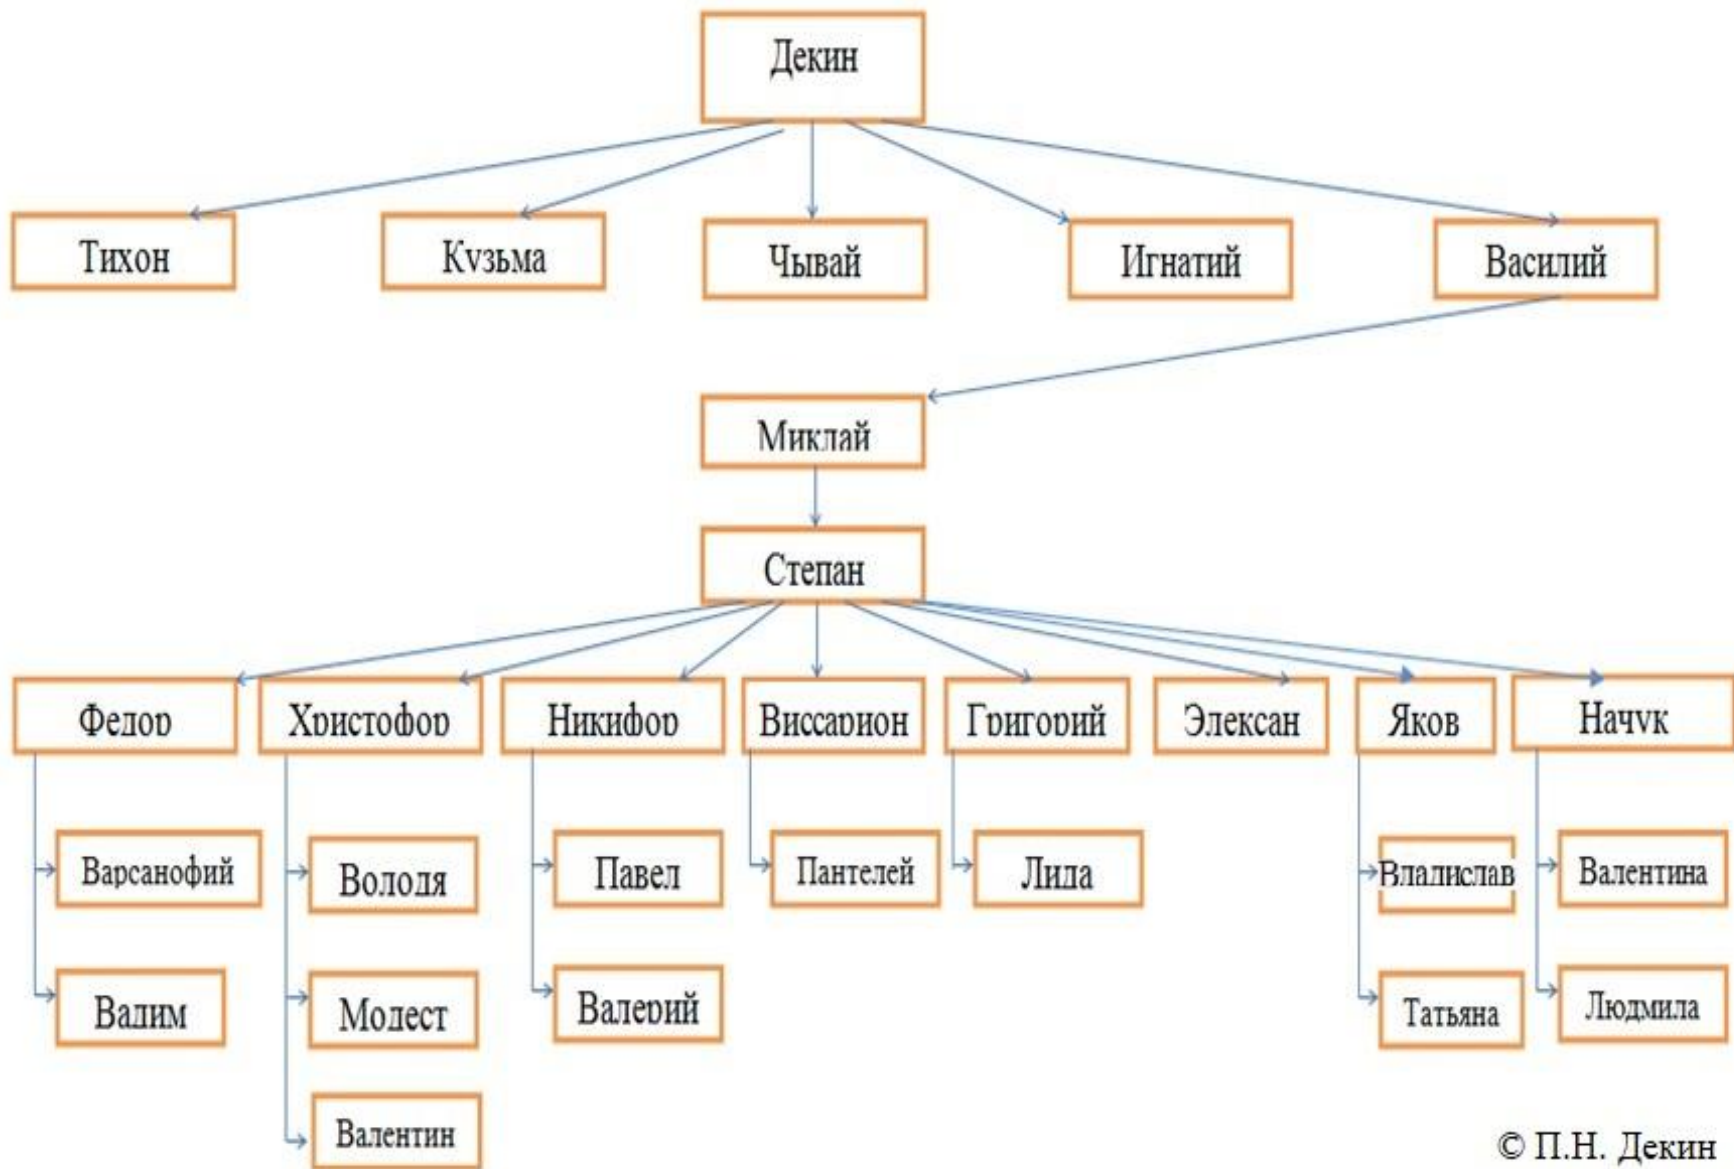 Декин
Тихон
Кузьма
Чывай
Игнатий
Василий
Миклай
Степан
Федор
Христофор
Никифор
Виссарион
Григорий
Элексан
Яков
Начук
Варсанофий
Володя
Павел
Пантелей
Лида
Владислав
Валентина
Вадим
Модест
Валерий
Татьяна
Людмила
Валентин
© П.Н. Декин